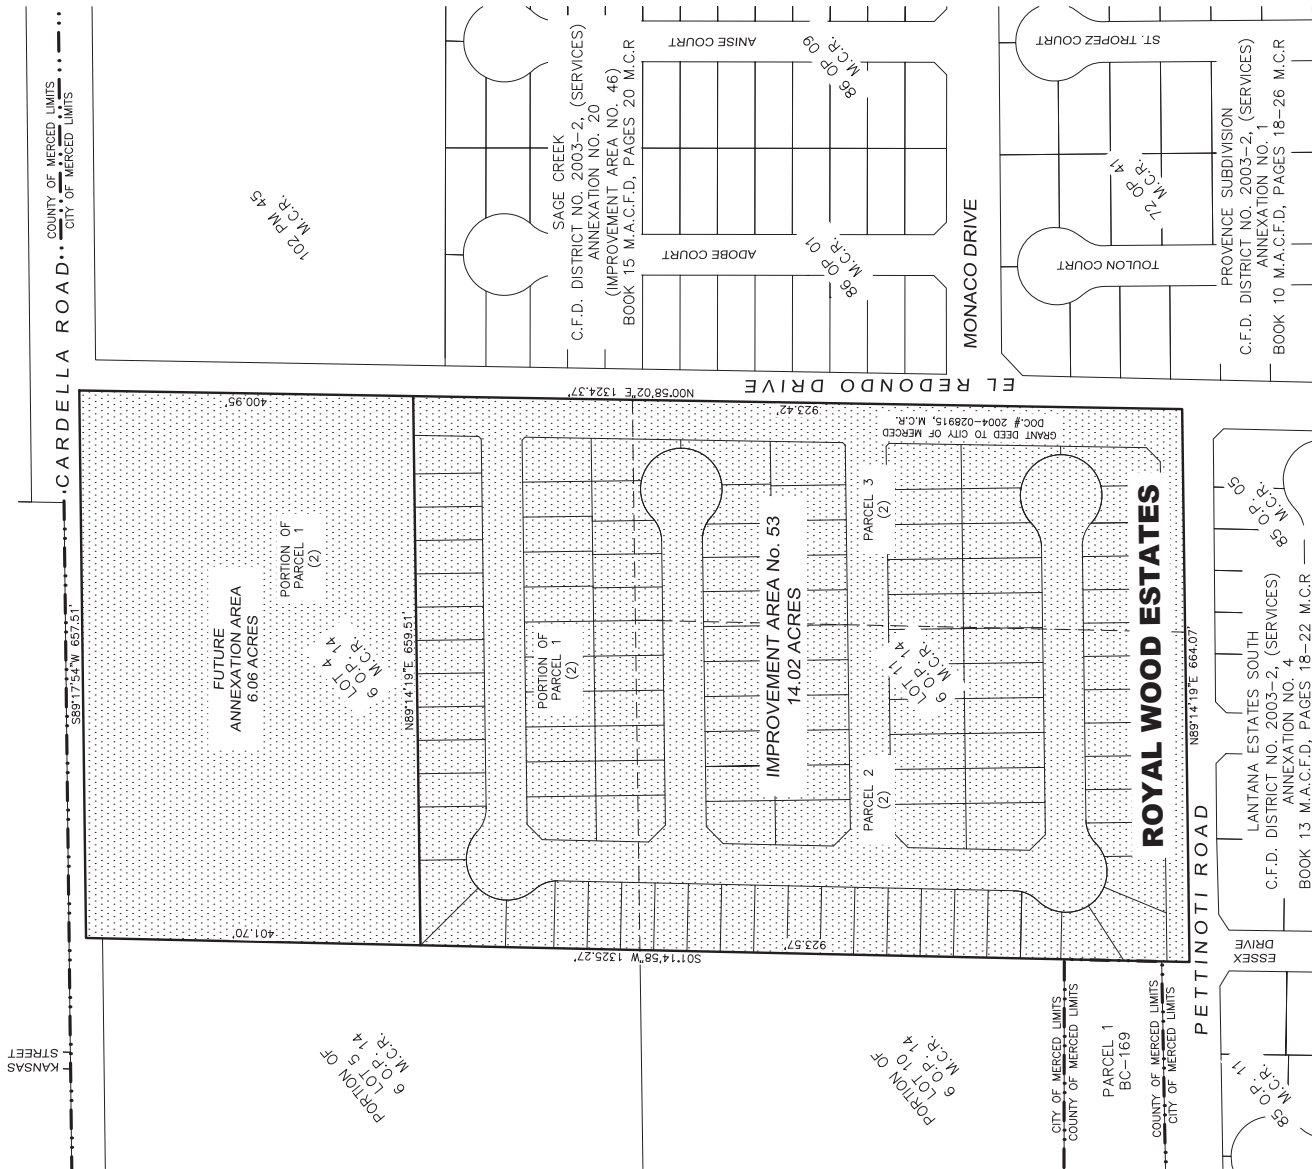 CARDELLA ROAD
COUNTY OF MERCED LIMITS
CITY OF MERCED LIMITS
102 PM 45
M.C.R.
SAGE CREEK
C.F.D. DISTRICT NO. 2003-2, (SERVICES)
ANNEXATION NO. 20
(IMPROVEMENT AREA NO. 46)
BOOK 15 M.A.C.F.D, PAGES 20 M.C.R
ANISE COURT
86 OP 09
M.C.R.
ADOBE COURT
86 OP 01
M.C.R.
MONACO DRIVE
ST. TROPEZ COURT
72 OP 41
M.C.R.
TOULON COURT
PROVENCE SUBDIVISION
C.F.D. DISTRICT NO. 2003-2, (SERVICES)
ANNEXATION NO. 1
BOOK 10 M.A.C.F.D, PAGES 18-26 M.C.R
EL REDONDO DRIVE
N00°58'02"E 1324.37'
400.95'
923.42'
GRANT DEED TO CITY OF MERCED
DOC.# 2004-028915, M.C.R.
S89°17'54"W 657.51'
FUTURE
ANNEXATION AREA
6.06 ACRES
PORTION OF
PARCEL 1
(2)
LOT 4
6 O.P. 14
M.C.R.
N89°14'19"E 659.51'
PORTION OF
PARCEL 1
(2)
IMPROVEMENT AREA No. 53
14.02 ACRES
PARCEL 3
(2)
PARCEL 2
(2)
LOT 11
6 O.P 14
M.C.R.
ROYAL WOOD ESTATES
N89°14'19"E 664.07'
401.70'
923.57'
S01°14'58"W 1325.27'
PETTINOTI ROAD
85 O.P 05
M.C.R.
LANTANA ESTATES SOUTH
C.F.D. DISTRICT NO. 2003-2, (SERVICES)
ANNEXATION NO. 4
BOOK 13 M.A.C.F.D, PAGES 18-22 M.C.R
ESSEX
DRIVE
KANSAS
STREET
PORTION OF
LOT 5
6 O.P. 14
M.C.R.
PORTION OF
LOT 10
6 O.P. 14
M.C.R.
CITY OF MERCED LIMITS
COUNTY OF MERCED LIMITS
PARCEL 1
BC-169
COUNTY OF MERCED LIMITS
CITY OF MERCED LIMITS
85 O.P. 11
M.C.R.